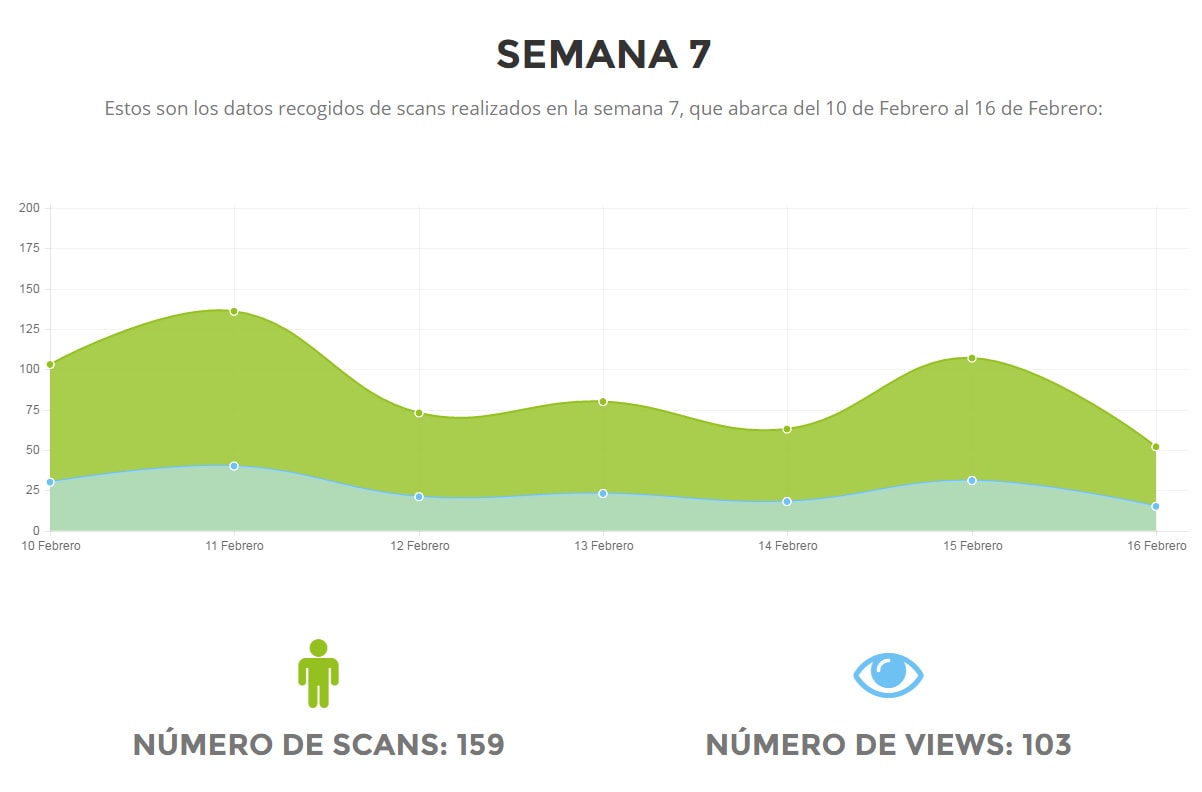 SEMANA 7
Estos son los datos recogidos de scans realizados en la semana 7, que abarca del 10 de Febrero al 16 de Febrero:
200
175
150
125
100
75
50
25
0
10 Febrero 11 Febrero 12 Febrero 13 Febrero 14 Febrero 15 Febrero 16 Febrero
NÚMERO DE SCANS: 159 NÚMERO DE VIEWS: 103